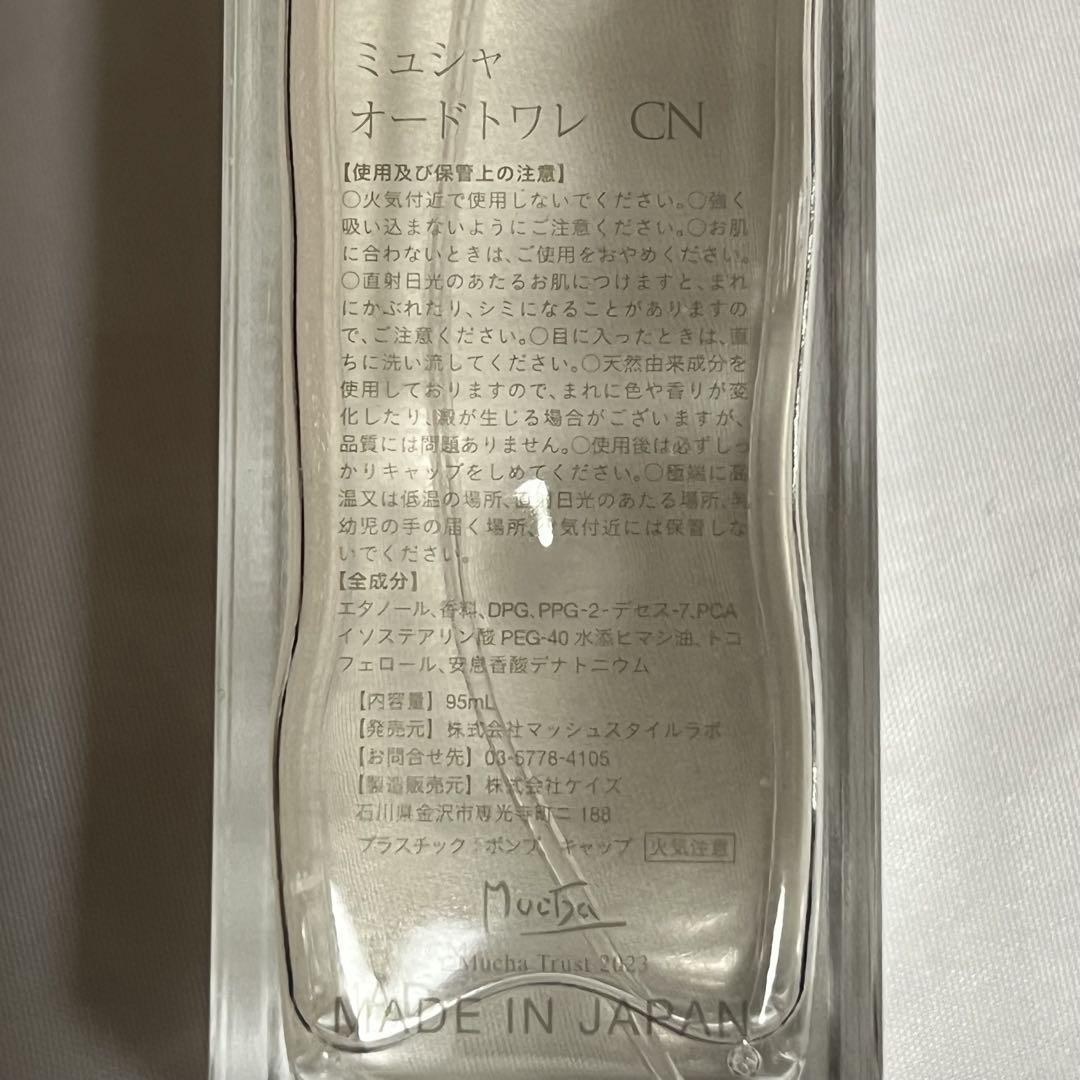 ミュシャ
オードトワレ CN
【使用及び保管上の注意】
○火気付近で使用しないでください。○強く
吸い込まないようにご注意ください。○お肌
に合わないときは、ご使用をおやめください。
○直射日光のあたるお肌につけますと、まれ
にかぶれたり、シミになることがありますの
で、ご注意ください。○目に入ったときは、直
ちに洗い流してください。○天然由来成分を
使用しておりますので、まれに色や香りが変
化したり、澱が生じる場合がございますが、
品質には問題ありません。○使用後は必ずしっ
かりキャップをしめてください。○極端に高
温又は低温の場所、直射日光のあたる場所、乳
幼児の手の届く場所、火気付近には保管しな
いでください。
【全成分】
エタノール、香料、DPG、PPG-2-デセス-7、PCA
イソステアリン酸PEG-40水添ヒマシ油、トコ
フェロール、安息香酸デナトニウム
【内容量】95mL
【発売元】株式会社マッシュスタイルラボ
【お問合せ先】03-5778-4105
【製造販売元】株式会社ケイズ
石川県金沢市専光寺町ニ188
プラスチック：ポンプ、キャップ 火気注意
Mucha
©Mucha Trust 2023
MADE IN JAPAN